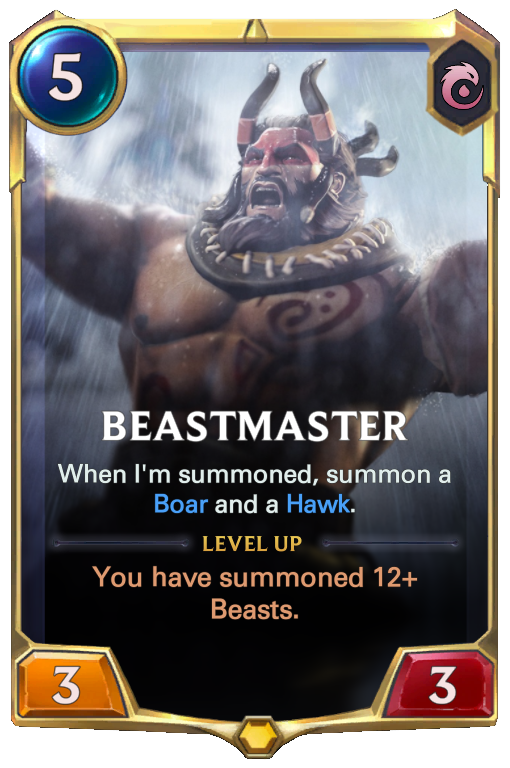 5
BEASTMASTER
When I'm summoned, summon a
Boar and a Hawk.
LEVEL UP
You have summoned 12+
Beasts.
3 3